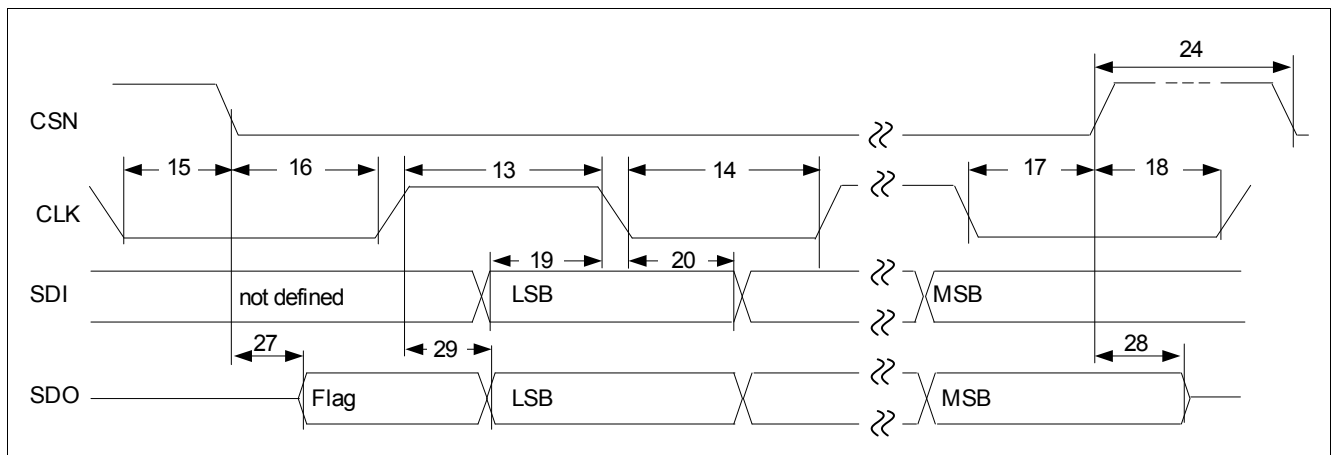 24
CSN
15 16 13 14 17 18
CLK
19 20
SDI not defined LSB MSB
27 29 28
SDO Flag LSB MSB